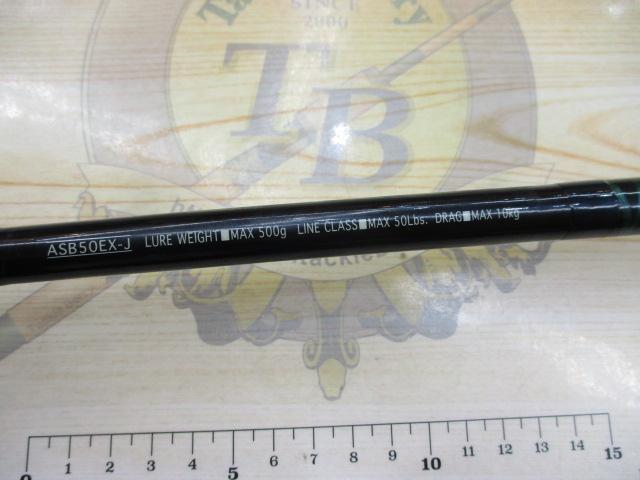 SINCE
2000
TB
ASB50EX-J LURE WEIGHT■MAX 500g LINE CLASS■MAX 50Lbs. DRAG■MAX 10kg
0 1 2 3 4 5 6 7 8 9 10 11 12 13 14 15